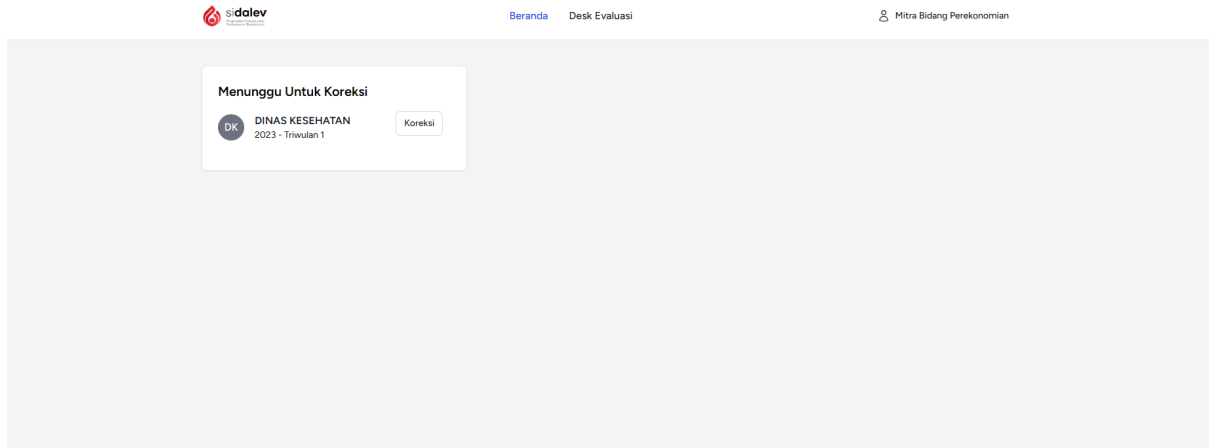 sidalev
Beranda
Desk Evaluasi
Mitra Bidang Perekonomian
Menunggu Untuk Koreksi
DK
DINAS KESEHATAN
2023 - Triwulan 1
Koreksi